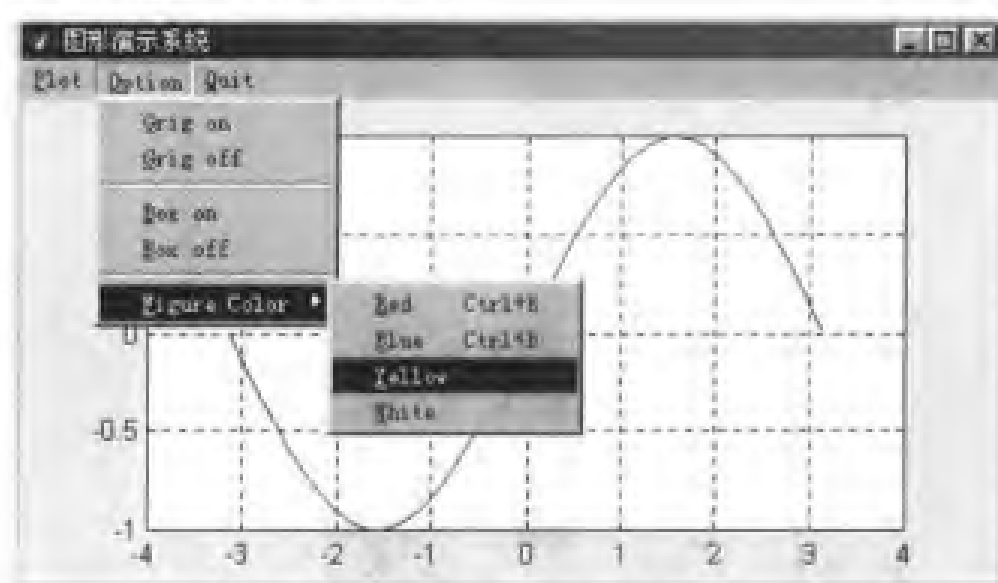 图形演示系统
Plot Option Quit
Grig on
Grig off
Box on
Box off
Figure Color
Red Ctrl+R
Blue Ctrl+B
Yellow
White
0
-0.5
-1
-4 -3 -2 -1 0 1 2 3 4